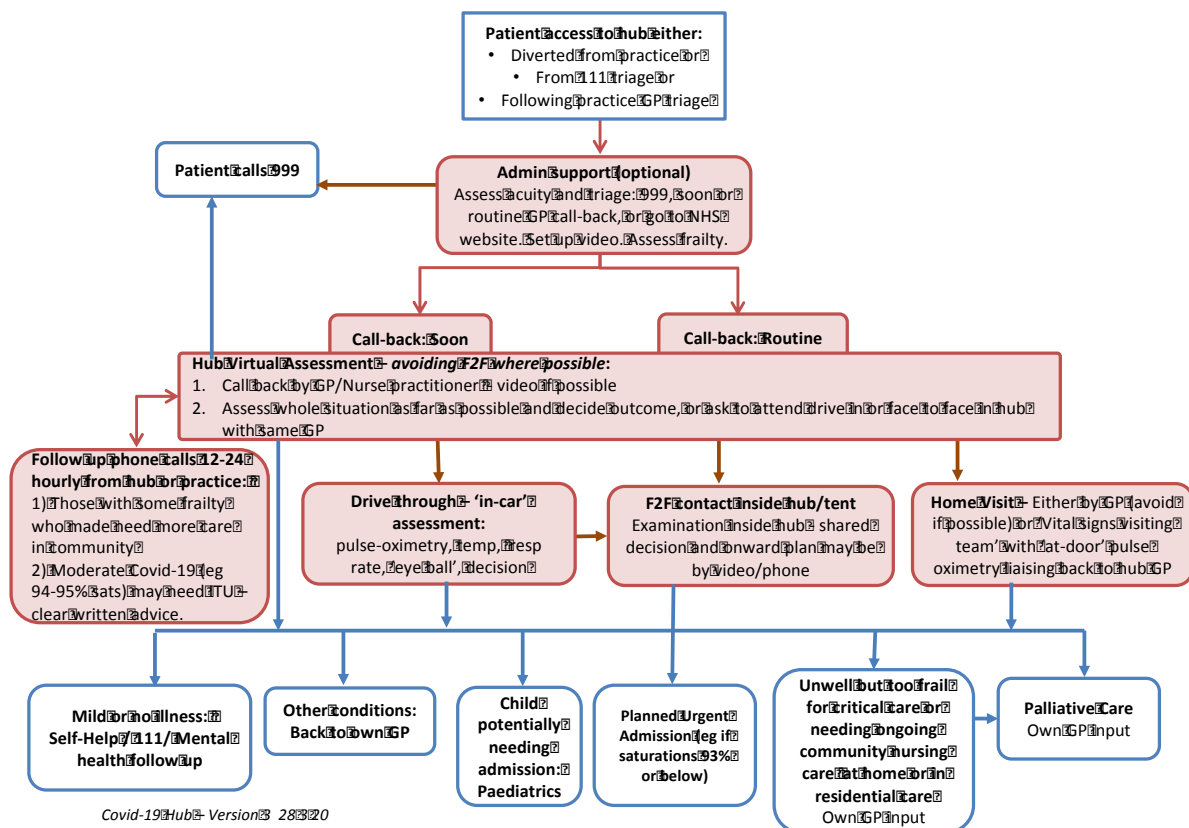 Patient access to hub either:
• Diverted from practice or
• From 111 triage or
• Following practice GP triage
Patient calls 999
Admin support (optional)
Assess acuity and triage: 999, soon or
routine GP call-back, or go to NHS
website. Set up video. Assess frailty.
Call-back: Soon
Call-back: Routine
Hub Virtual Assessment – avoiding F2F where possible:
1. Call back by GP/Nurse practitioner – video if possible
2. Assess whole situation as far as possible and decide outcome, or ask to attend drive in or face to face in hub
with same GP
Follow up phone calls 12-24
hourly from hub or practice:
1) Those with some frailty
who made need more care
in community
2) Moderate Covid-19 (eg
94-95% sats) may need ITU –
clear written advice.
Drive through – ‘in-car’
assessment:
pulse-oximetry, temp, resp
rate, ‘eye ball’, decision
F2F contact inside hub/tent
Examination inside hub shared
decision and onward plan may be
by video/phone
Home Visit – Either by GP (avoid
if possible) or ‘Vital signs visiting
team’ with ‘at-door’ pulse
oximetry liaising back to hub GP
Mild or no illness:
Self-Help / 111/ Mental
health follow up
Other conditions:
Back to own GP
Child
potentially
needing
admission:
Paediatrics
Planned Urgent
Admission (eg if
saturations 93%
or below)
Unwell but too frail
for critical care or
needing ongoing
community nursing
care at home or in
residential care
Own GP input
Palliative Care
Own GP input
Covid-19 Hub – Version 3 28 3 20